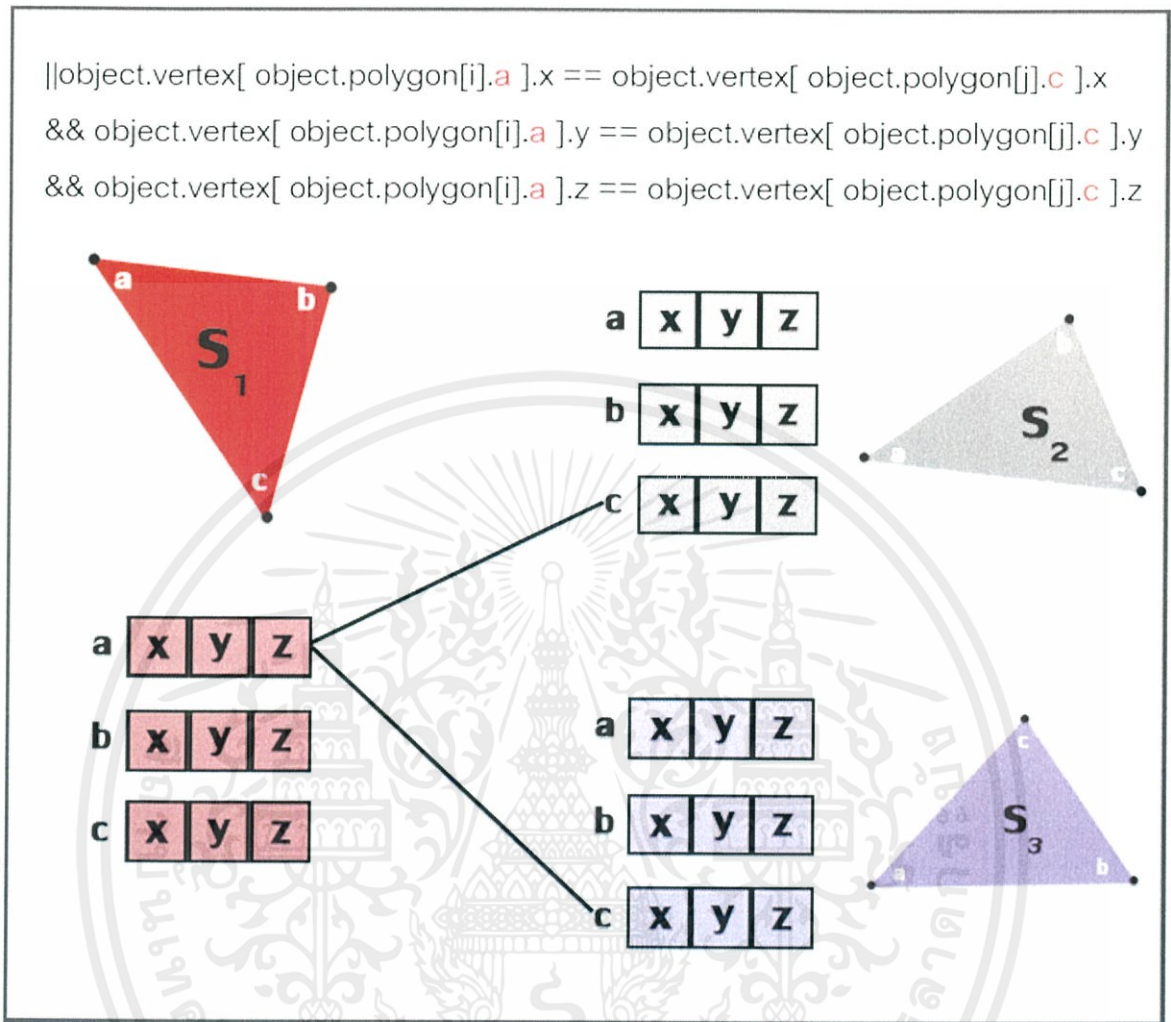 ||object.vertex[ object.polygon[i].a ].x == object.vertex[ object.polygon[j].c ].x
&& object.vertex[ object.polygon[i].a ].y == object.vertex[ object.polygon[j].c ].y
&& object.vertex[ object.polygon[i].a ].z == object.vertex[ object.polygon[j].c ].z
a
b
S1
c
a x y z
b x y z
c x y z
b
S2
a
c
a x y z
b x y z
c x y z
a x y z
b x y z
c x y z
c
S3
a
b